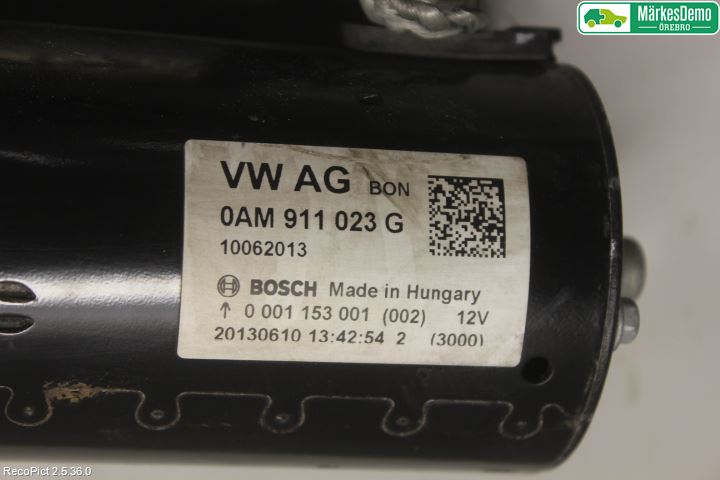 MärkesDemo
ÖREBRO
VW AG BON
0AM 911 023 G
10062013
BOSCH Made in Hungary
↑ 0 001 153 001 (002) 12V
20130610 13:42:54 2 (3000)
RecoPict 2.5.36.0